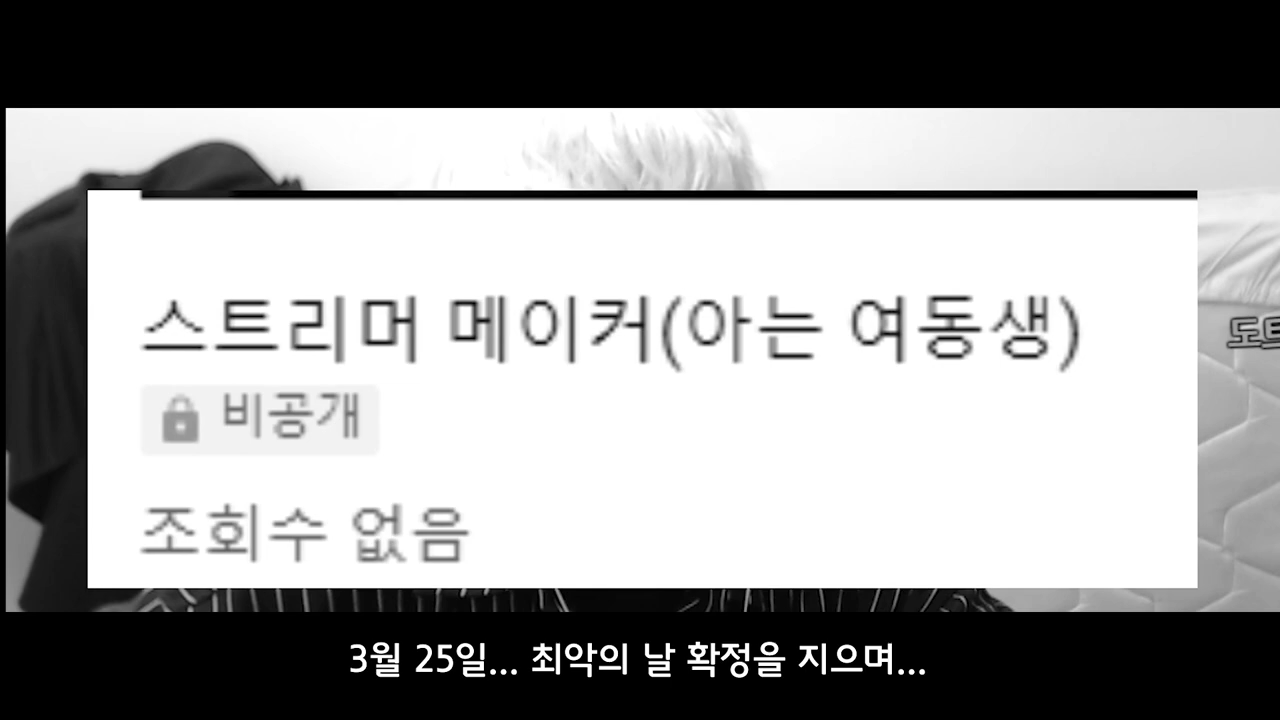 스트리머 메이커(아는 여동생)
비공개
조회수 없음
3월 25일... 최악의 날 확정을 지으며...